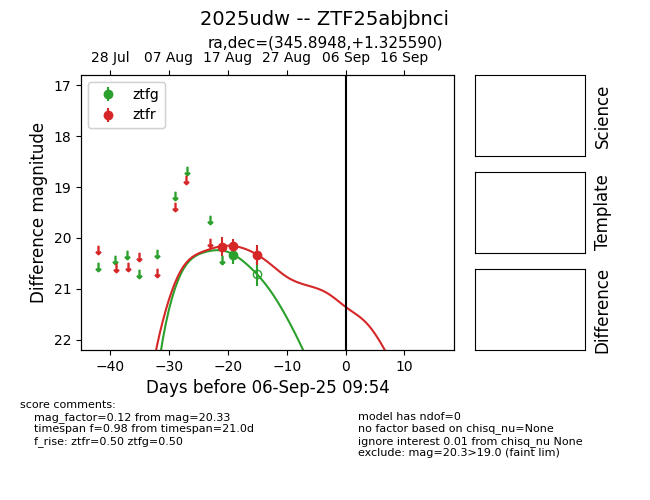 2025udw -- ZTF25abjbnci
ra,dec=(345.8948,+1.325590)
28 Jul 07 Aug 17 Aug 27 Aug 06 Sep 16 Sep
ztfg
ztfr
17
18
19
20
21
22
Difference magnitude
−40 −30 −20 −10 0 10
Days before 06-Sep-25 09:54
Science
Template
Difference
score comments:
mag_factor=0.12 from mag=20.33
timespan f=0.98 from timespan=21.0d
f_rise: ztfr=0.50 ztfg=0.50
model has ndof=0
no factor based on chisq_nu=None
ignore interest 0.01 from chisq_nu None
exclude: mag=20.3>19.0 (faint lim)